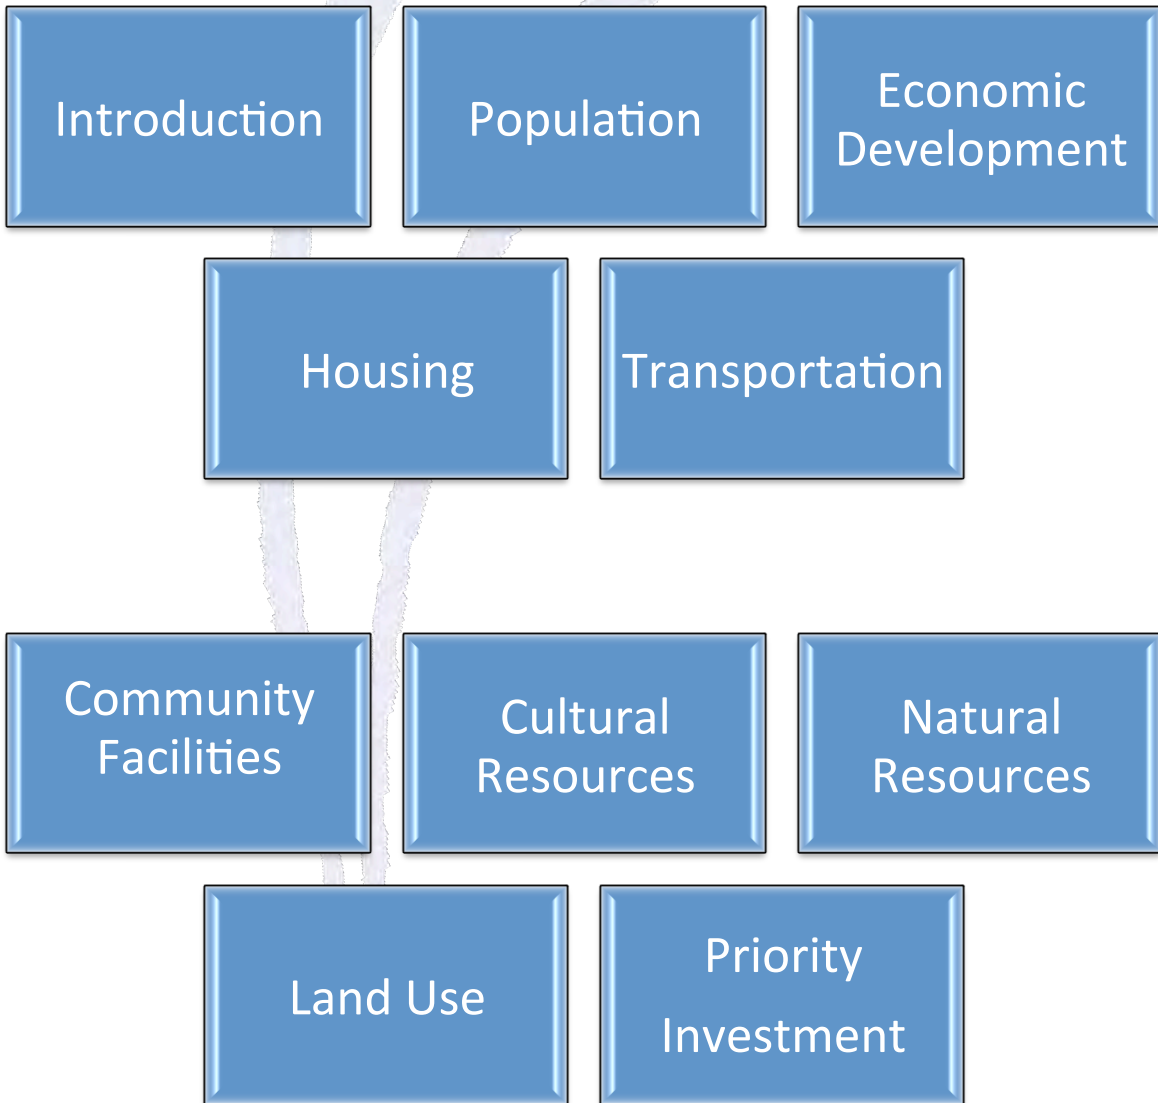 Introduction
Population
Economic
Development
Housing
Transportation
Community
Facilities
Cultural
Resources
Natural
Resources
Land Use
Priority
Investment